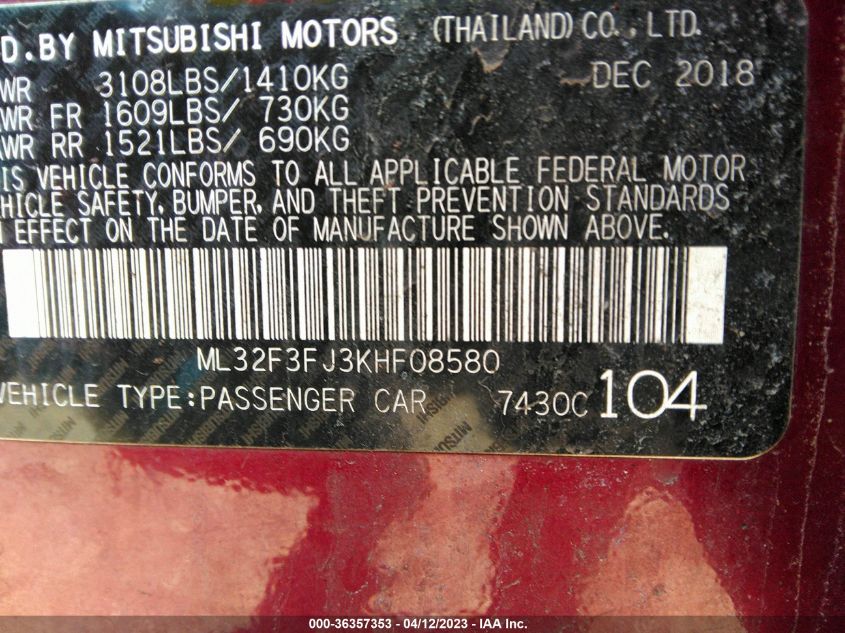 D. BY MITSUBISHI MOTORS (THAILAND) CO., LTD.
WR 3108LBS/1410KG DEC 2018
WR FR 1609LBS/ 730KG
WR RR 1521LBS/ 690KG
IS VEHICLE CONFORMS TO ALL APPLICABLE FEDERAL MOTOR
HICLE SAFETY, BUMPER, AND THEFT PREVENTION STANDARDS
N EFFECT ON THE DATE OF MANUFACTURE SHOWN ABOVE.
ML32F3FJ3KHF08580
VEHICLE TYPE:PASSENGER CAR 7430C 104
000-36357353 - 04/12/2023 - IAA Inc.